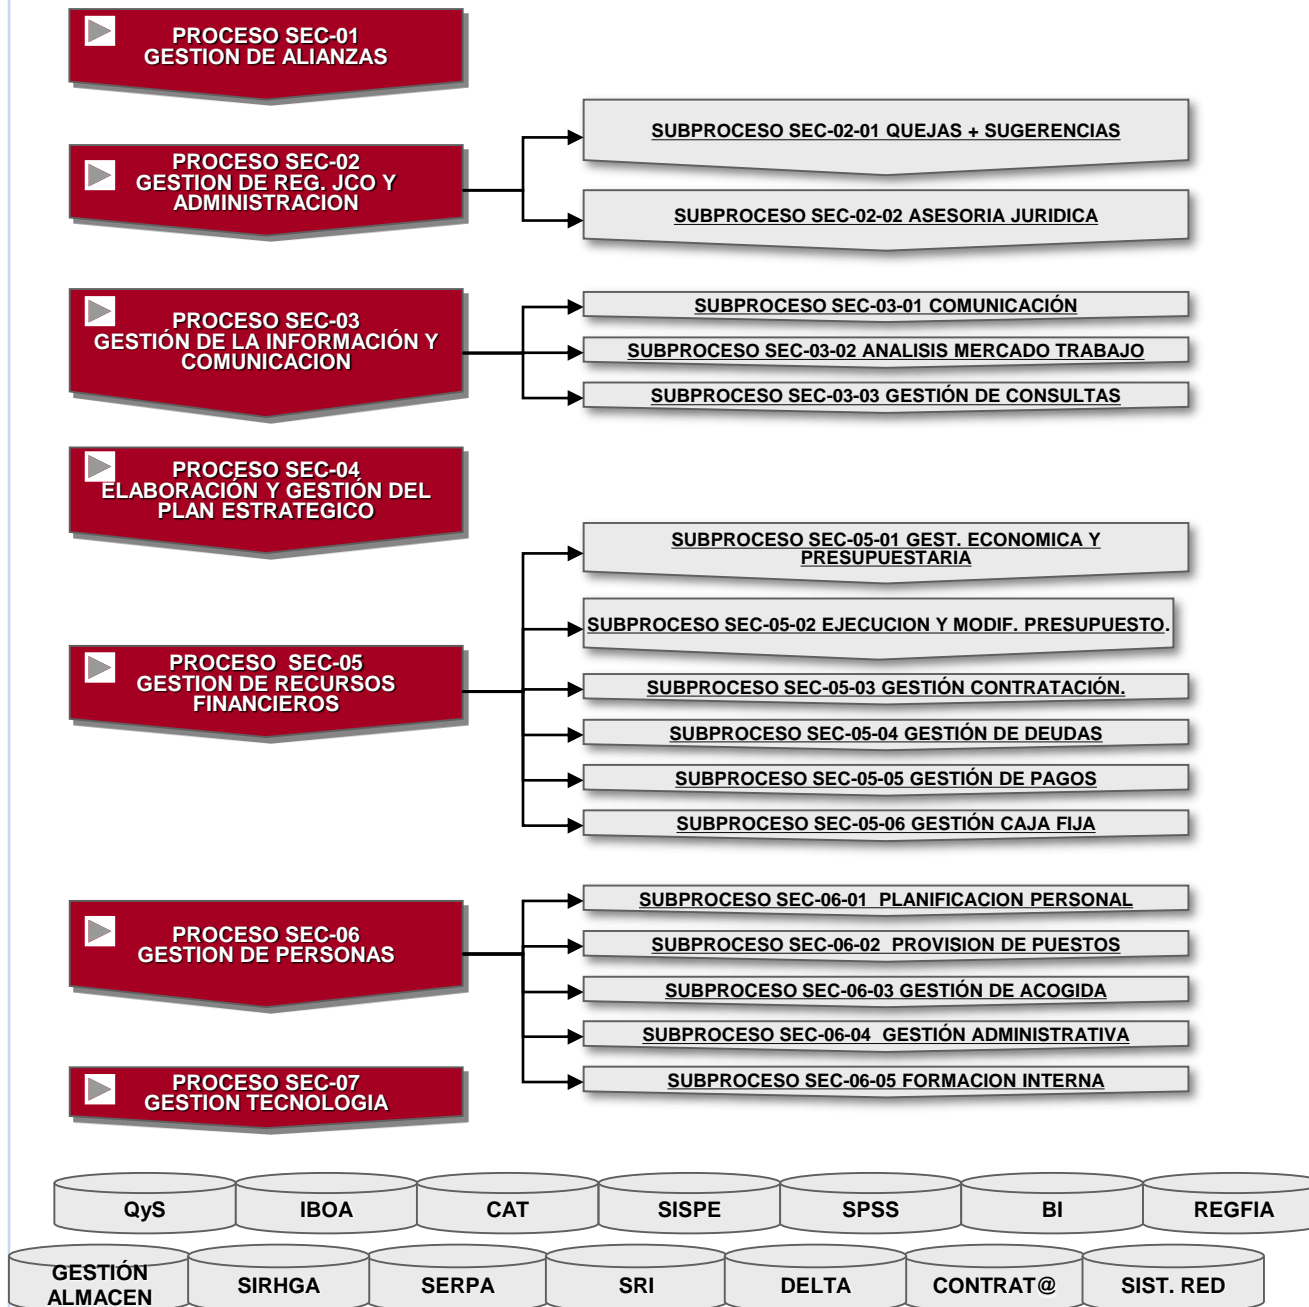 PROCESO SEC-01
GESTION DE ALIANZAS
PROCESO SEC-02
GESTION DE REG. JCO Y
ADMINISTRACION
SUBPROCESO SEC-02-01 QUEJAS + SUGERENCIAS
SUBPROCESO SEC-02-02 ASESORIA JURIDICA
PROCESO SEC-03
GESTIÓN DE LA INFORMACIÓN Y
COMUNICACION
SUBPROCESO SEC-03-01 COMUNICACIÓN
SUBPROCESO SEC-03-02 ANALISIS MERCADO TRABAJO
SUBPROCESO SEC-03-03 GESTIÓN DE CONSULTAS
PROCESO SEC-04
ELABORACIÓN Y GESTIÓN DEL
PLAN ESTRATEGICO
PROCESO SEC-05
GESTION DE RECURSOS
FINANCIEROS
SUBPROCESO SEC-05-01 GEST. ECONOMICA Y
PRESUPUESTARIA
SUBPROCESO SEC-05-02 EJECUCION Y MODIF. PRESUPUESTO.
SUBPROCESO SEC-05-03 GESTIÓN CONTRATACIÓN.
SUBPROCESO SEC-05-04 GESTIÓN DE DEUDAS
SUBPROCESO SEC-05-05 GESTIÓN DE PAGOS
SUBPROCESO SEC-05-06 GESTIÓN CAJA FIJA
PROCESO SEC-06
GESTION DE PERSONAS
SUBPROCESO SEC-06-01 PLANIFICACION PERSONAL
SUBPROCESO SEC-06-02 PROVISION DE PUESTOS
SUBPROCESO SEC-06-03 GESTIÓN DE ACOGIDA
SUBPROCESO SEC-06-04 GESTIÓN ADMINISTRATIVA
SUBPROCESO SEC-06-05 FORMACION INTERNA
PROCESO SEC-07
GESTION TECNOLOGIA
QyS
IBOA
CAT
SISPE
SPSS
BI
REGFIA
GESTIÓN
ALMACEN
SIRHGA
SERPA
SRI
DELTA
CONTRAT@
SIST. RED